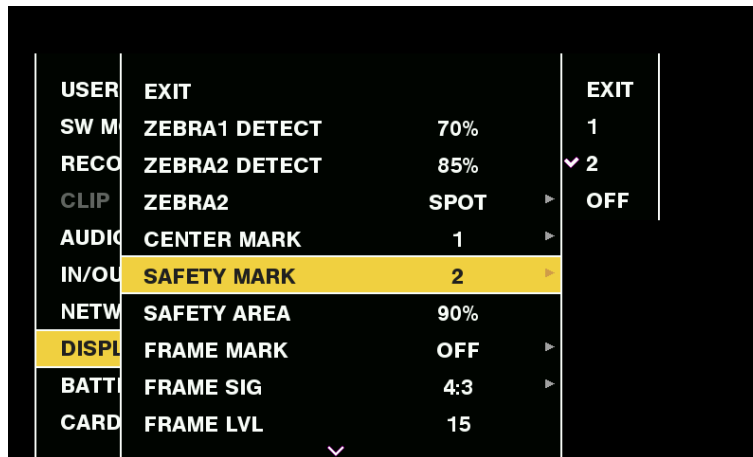 USER
SW M
RECO
CLIP
AUDIO
IN/OU
NETW
DISPL
BATT
CARD
EXIT
ZEBRA1 DETECT 70%
ZEBRA2 DETECT 85%
ZEBRA2 SPOT
CENTER MARK 1
SAFETY MARK 2
SAFETY AREA 90%
FRAME MARK OFF
FRAME SIG 4:3
FRAME LVL 15
EXIT
1
2
OFF